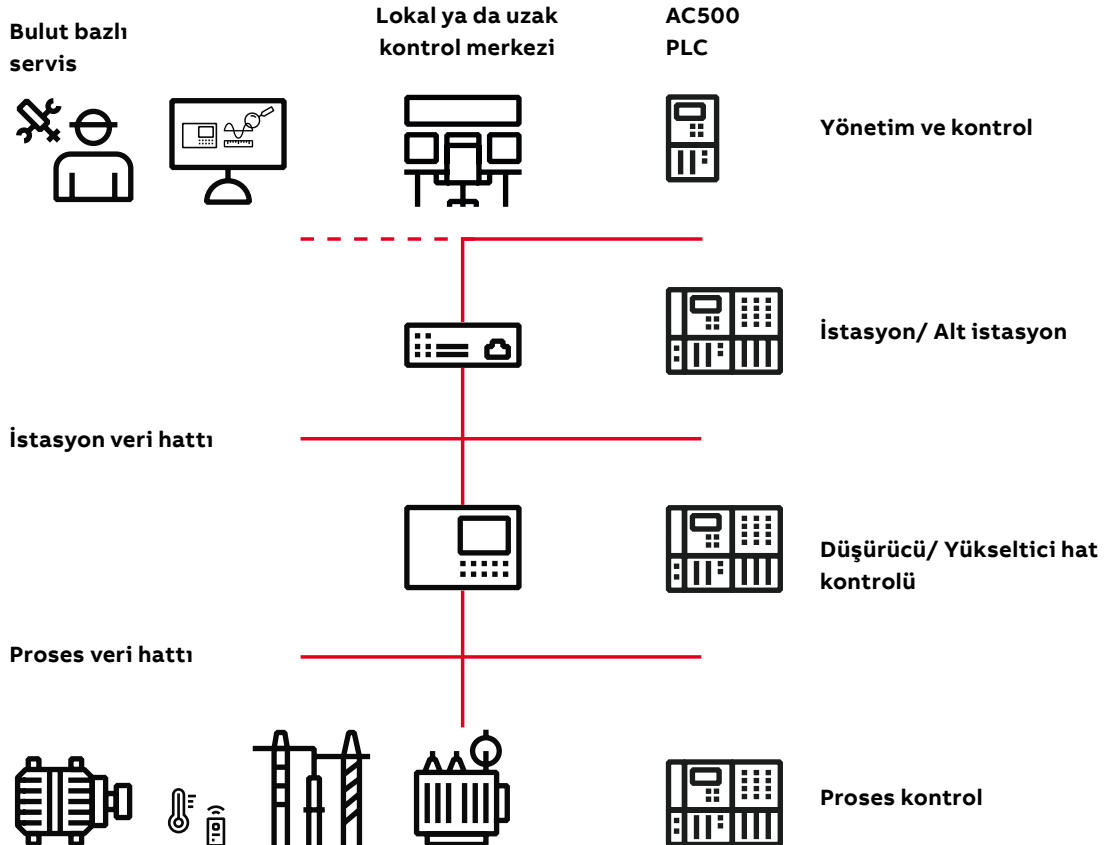 Bulut bazlı
servis
Lokal ya da uzak
kontrol merkezi
AC500
PLC
Yönetim ve kontrol
İstasyon/ Alt istasyon
İstasyon veri hattı
Düşürücü/ Yükseltici hat
kontrolü
Proses veri hattı
Proses kontrol